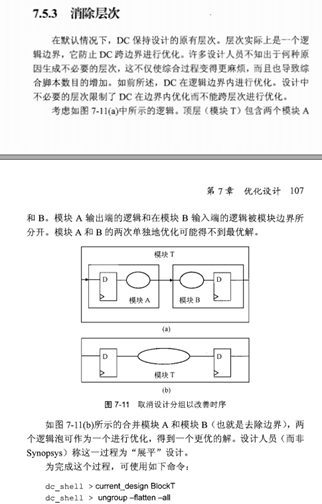 7.5.3 消除层次
在默认情况下，DC 保持设计的原有层次。层次实际上是一个逻
辑边界，它防止 DC 跨边界进行优化。许多设计人员不知出于何种原
因生成不必要的层次，这不仅使综合过程变得更麻烦，而且也导致综
合脚本数目的增加。如前所述，DC 在逻辑边界内进行优化。设计中
不必要的层次限制了 DC 在边界内优化而不能跨层次进行优化。
考虑如图 7-11(a)中所示的逻辑。顶层（模块 T）包含两个模块 A
第 7 章 优化设计 107
和 B。模块 A 输出端的逻辑和在模块 B 输入端的逻辑被模块边界所
分开。模块 A 和 B 的两次单独地优化可能得不到最优解。
模块 T
D
D
模块 A
模块 B
(a)
D
D
模块 T
(b)
图 7-11 取消设计分组以改善时序
如图 7-11(b)所示的合并模块 A 和模块 B（也就是去除边界），两
个逻辑泡可作为一个进行优化，得到一个更优的解。设计人员（而非
Synopsys）称这一过程为“展平”设计。
为完成这个过程，可使用如下命令：
dc_shell > current_design BlockT
dc_shell > ungroup –flatten –all